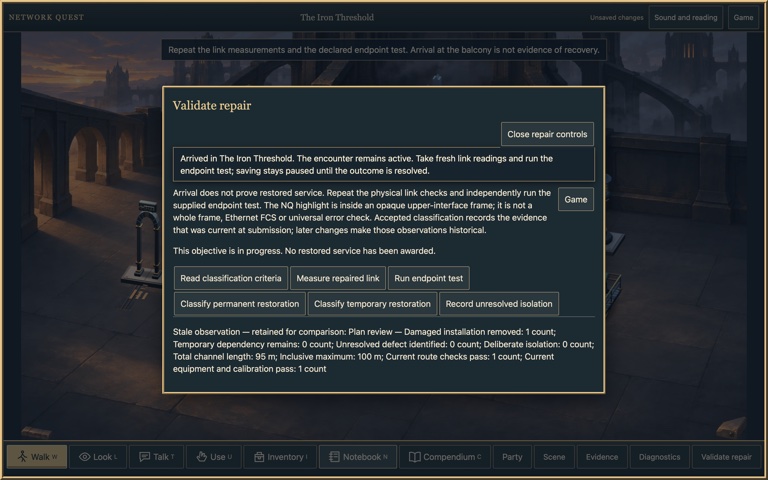 NETWORK QUEST
The Iron Threshold
Unsaved changes
Sound and reading
Game
Repeat the link measurements and the declared endpoint test. Arrival at the balcony is not evidence of recovery.
Validate repair
Close repair controls
Arrived in The Iron Threshold. The encounter remains active. Take fresh link readings and run the
endpoint test; saving stays paused until the outcome is resolved.
Arrival does not prove restored service. Repeat the physical link checks and independently run the
supplied endpoint test. The NQ highlight is inside an opaque upper-interface frame; it is not a
whole frame, Ethernet FCS or universal error check. Accepted classification records the evidence
that was current at submission; later changes make those observations historical.
Game
This objective is in progress. No restored service has been awarded.
Read classification criteria
Measure repaired link
Run endpoint test
Classify permanent restoration
Classify temporary restoration
Record unresolved isolation
Stale observation — retained for comparison: Plan review — Damaged installation removed: 1 count;
Temporary dependency remains: 0 count; Unresolved defect identified: 0 count; Deliberate isolation: 0 count;
Total channel length: 95 m; Inclusive maximum: 100 m; Current route checks pass: 1 count; Current
equipment and calibration pass: 1 count
Walk W
Look L
Talk T
Use U
Inventory I
Notebook N
Compendium C
Party
Scene
Evidence
Diagnostics
Validate repair